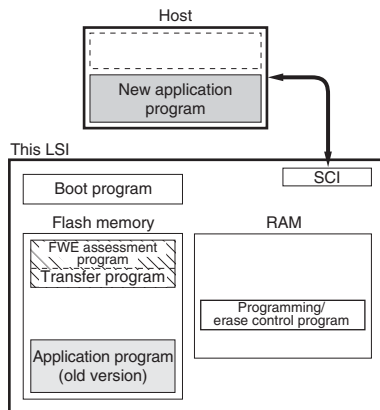 Host
New application
program
This LSI
SCI
Boot program
Flash memory
RAM
FWE assessment
program
Transfer program
Programming/
erase control program
Application program
(old version)